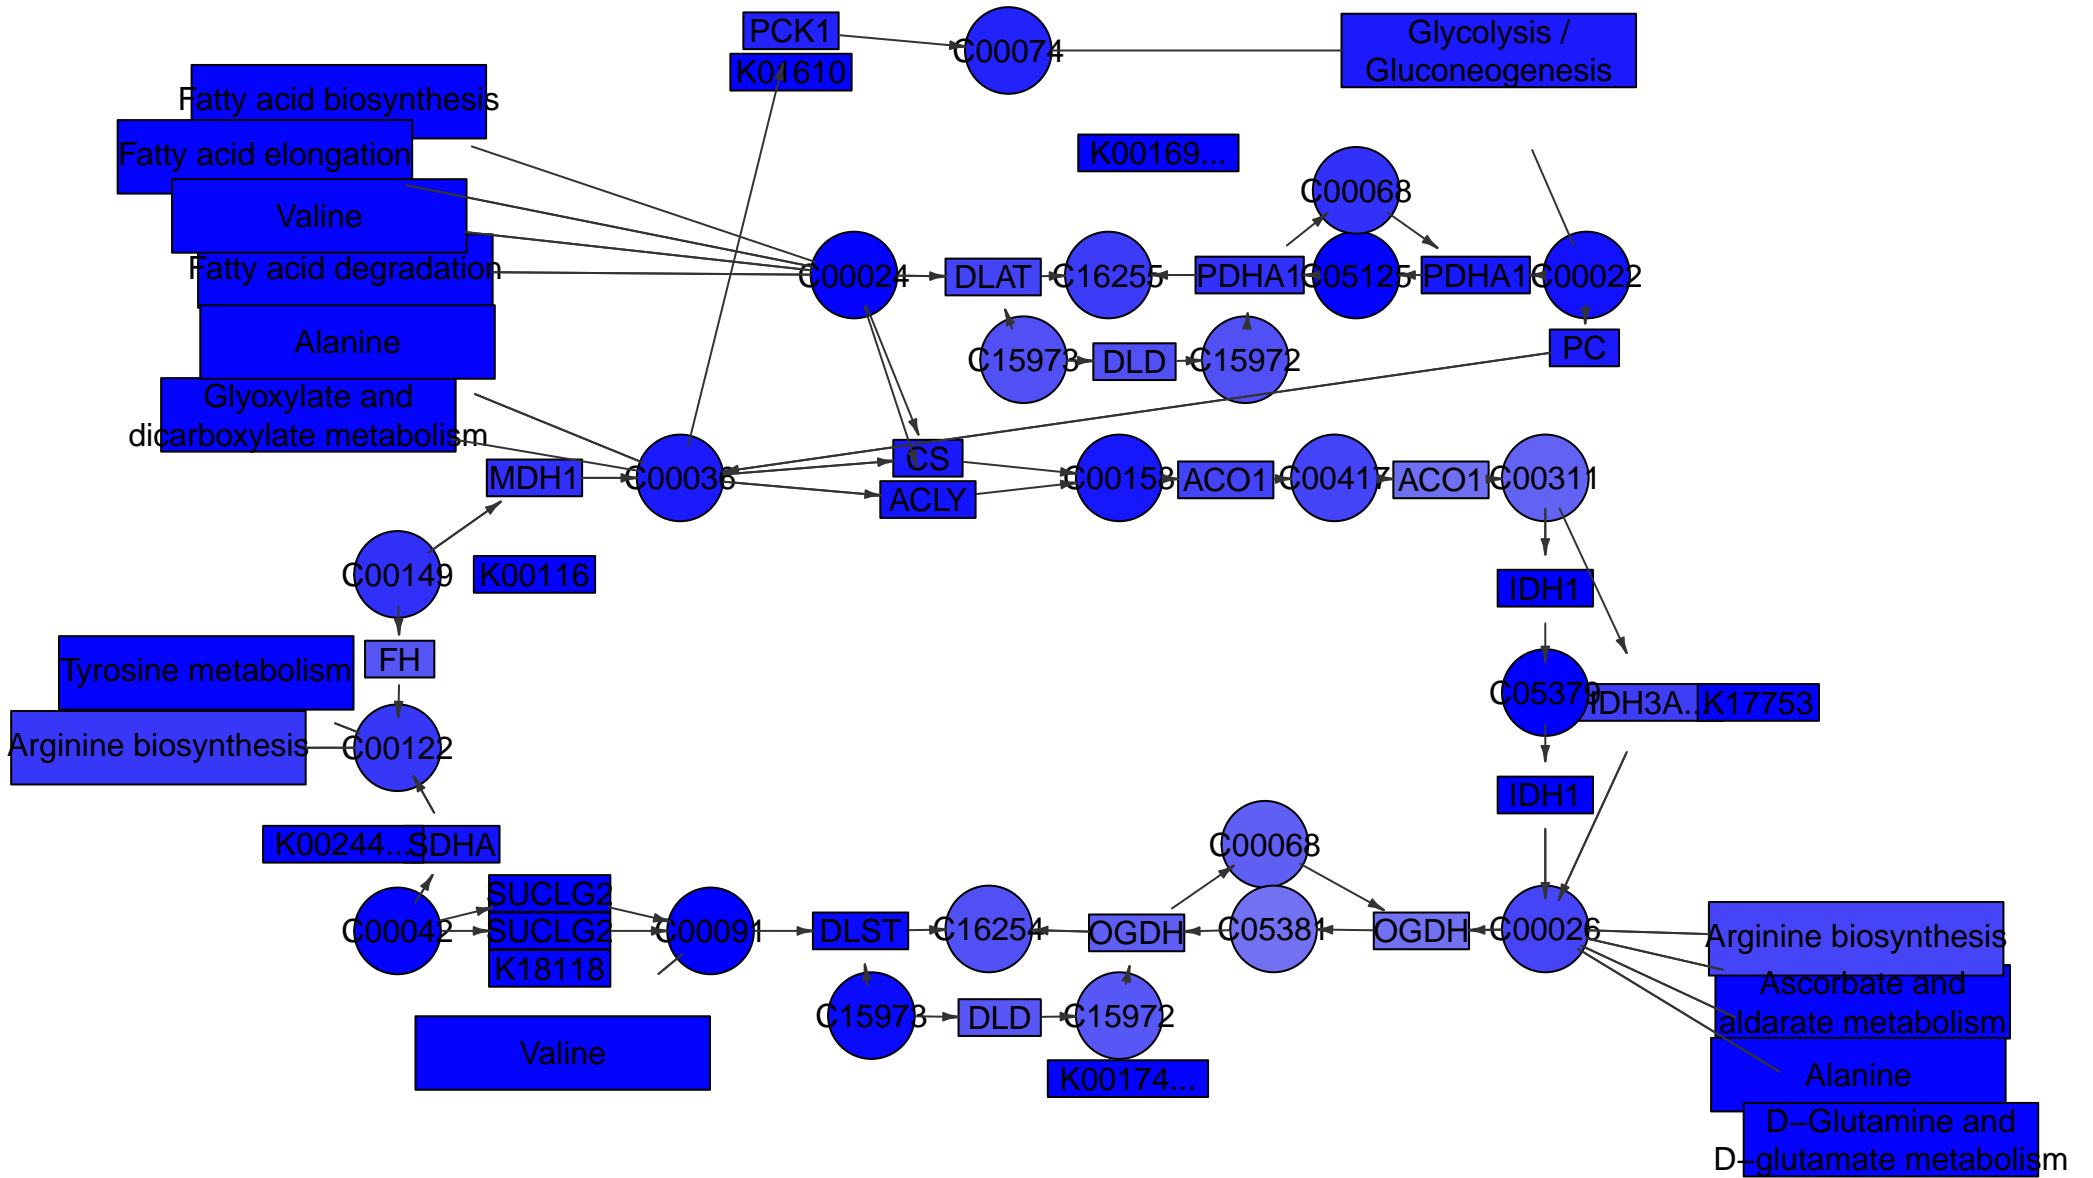 PCK1
K01610
C00074
Glycolysis /
Gluconeogenesis
Fatty acid biosynthesis
Fatty acid elongation
Valine
Fatty acid degradation
Alanine
Glyoxylate and
dicarboxylate metabolism
K00169...
C00068
C00024
DLAT
C16255
PDHA1
C05125
PDHA1
C00022
C15973
DLD
C15972
PC
MDH1
C00036
CS
ACLY
C00158
ACO1
C00417
ACO1
C00311
C00149
K00116
IDH1
FH
Tyrosine metabolism
C05379
IDH3A...
K17753
Arginine biosynthesis
C00122
IDH1
K00244...
SDHA
C00068
C00042
SUCLG2
SUCLG2
K18118
C00091
DLST
C16254
OGDH
C05381
OGDH
C00026
Arginine biosynthesis
Ascorbate and
aldarate metabolism
C15973
DLD
C15972
Valine
K00174...
Alanine
D−Glutamine and
D−glutamate metabolism